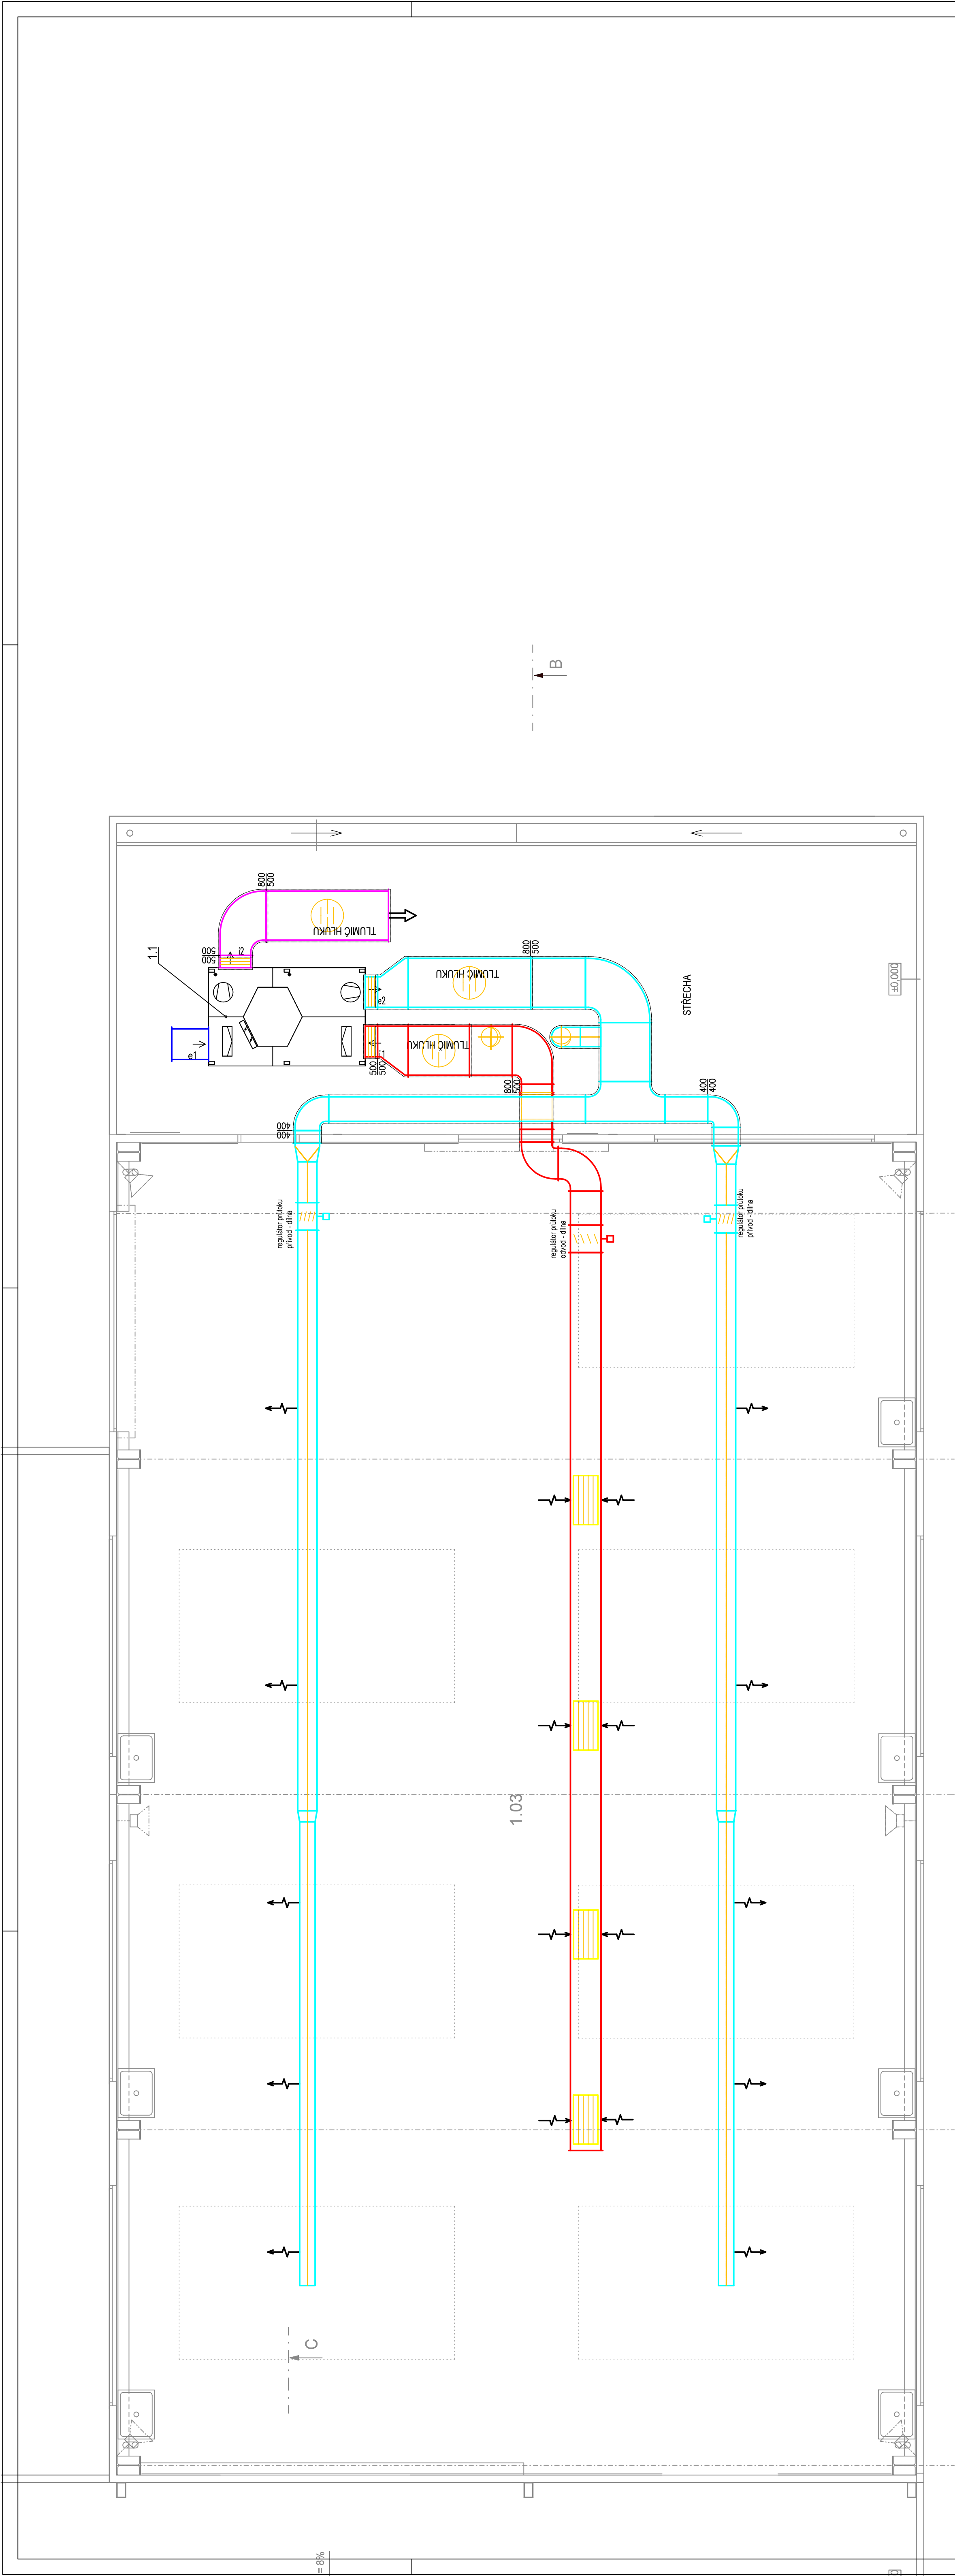 B
1.1
800
500
500
500
i2
TLUMIČ HLUKU
e1
e2
TLUMIČ HLUKU
800
500
STŘECHA
±0,000
i1
500
500
TLUMIČ HLUKU
800
500
400
400
400
400
regulátor průtoku
přívod - dílna
regulátor průtoku
odvod - dílna
regulátor průtoku
přívod - dílna
1.03
C
= 8%